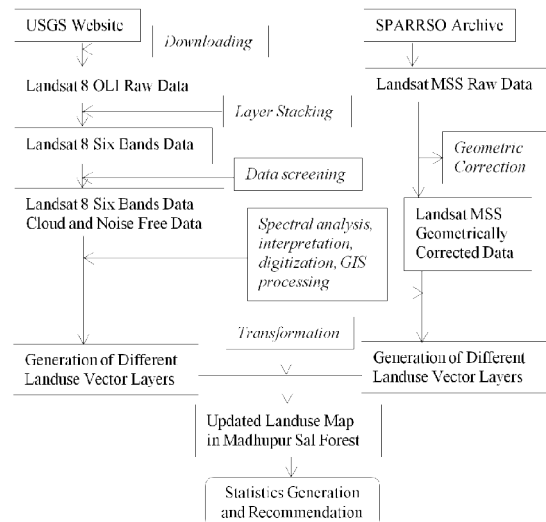 USGS Website
SPARRSO Archive
Downloading
Landsat 8 OLI Raw Data
Landsat MSS Raw Data
Layer Stacking
Landsat 8 Six Bands Data
Geometric
Correction
Data screening
Landsat 8 Six Bands Data
Cloud and Noise Free Data
Landsat MSS
Geometrically
Corrected Data
Spectral analysis,
interpretation,
digitization, GIS
processing
Transformation
Generation of Different
Landuse Vector Layers
Generation of Different
Landuse Vector Layers
Updated Landuse Map
in Madhupur Sal Forest
Statistics Generation
and Recommendation